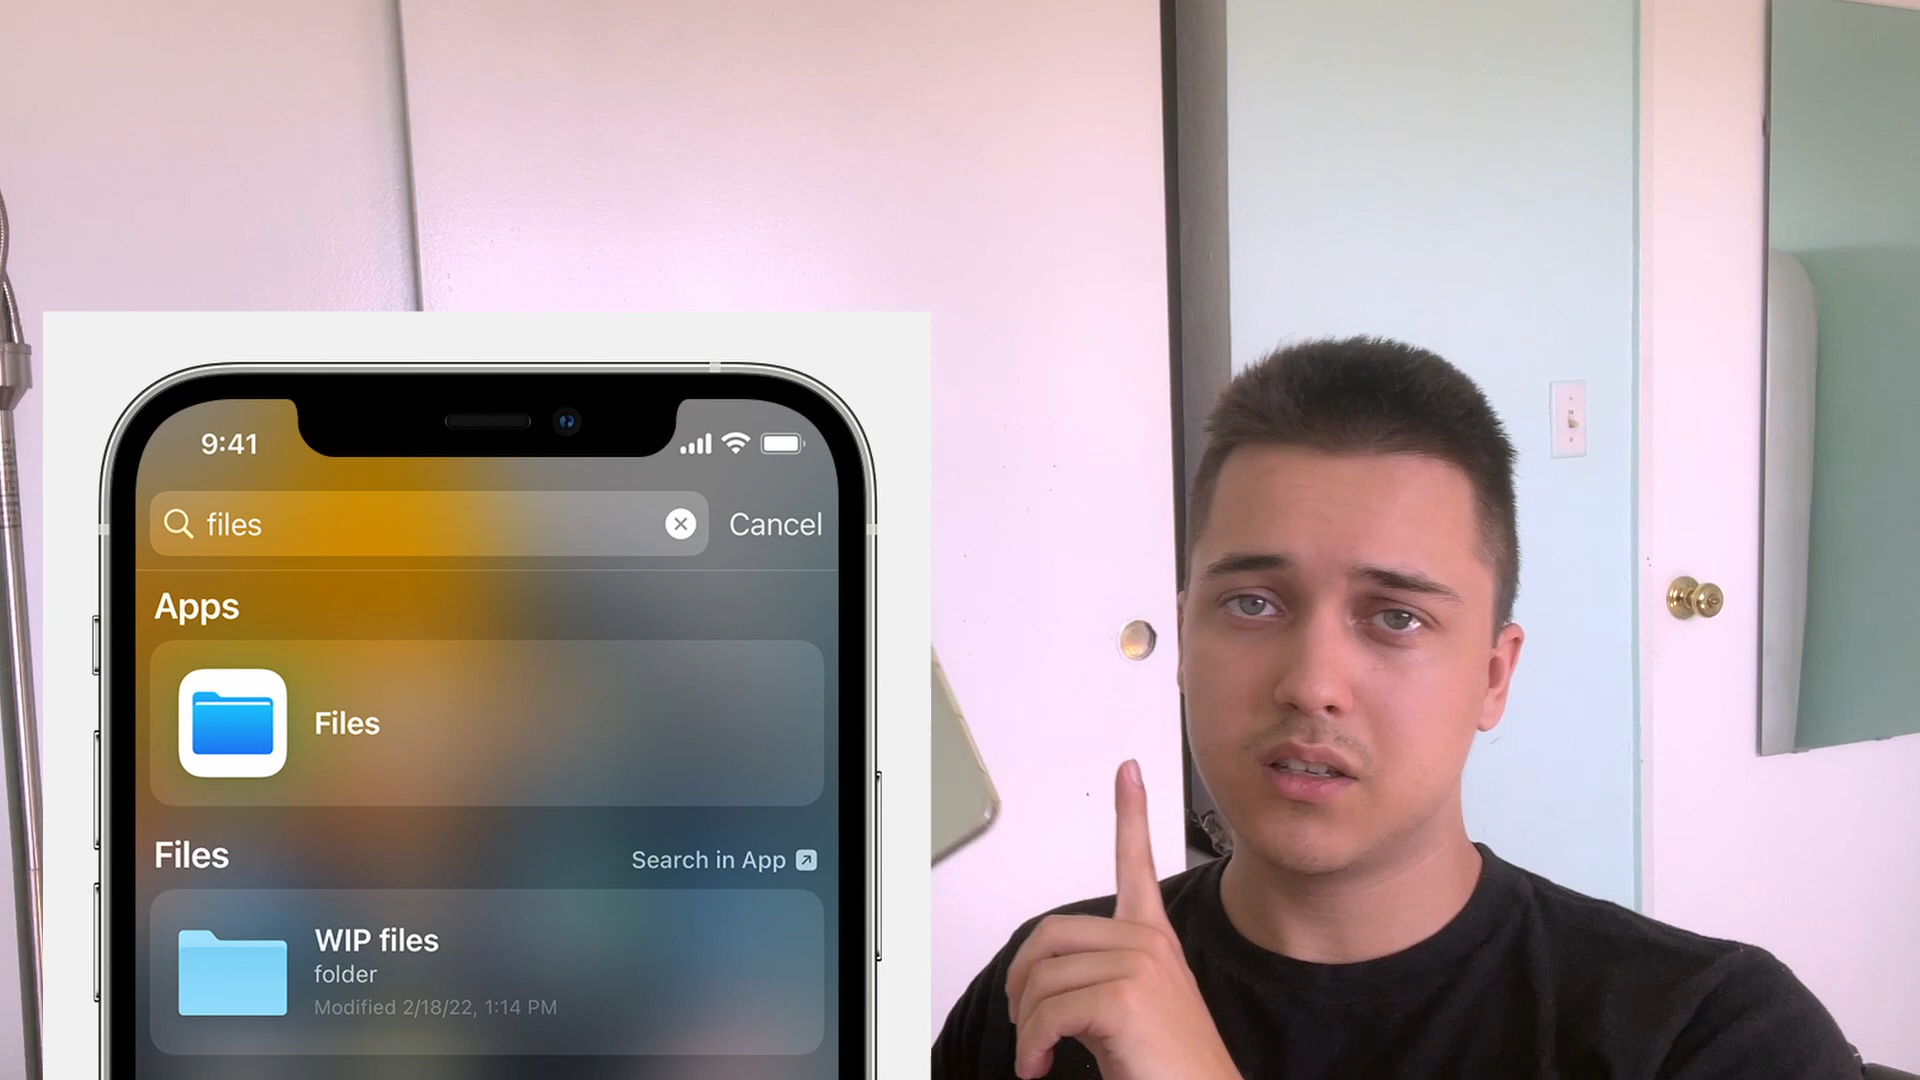 9:41
files
Cancel
Apps
Files
Files
Search in App
WIP files
folder
Modified 2/18/22, 1:14 PM